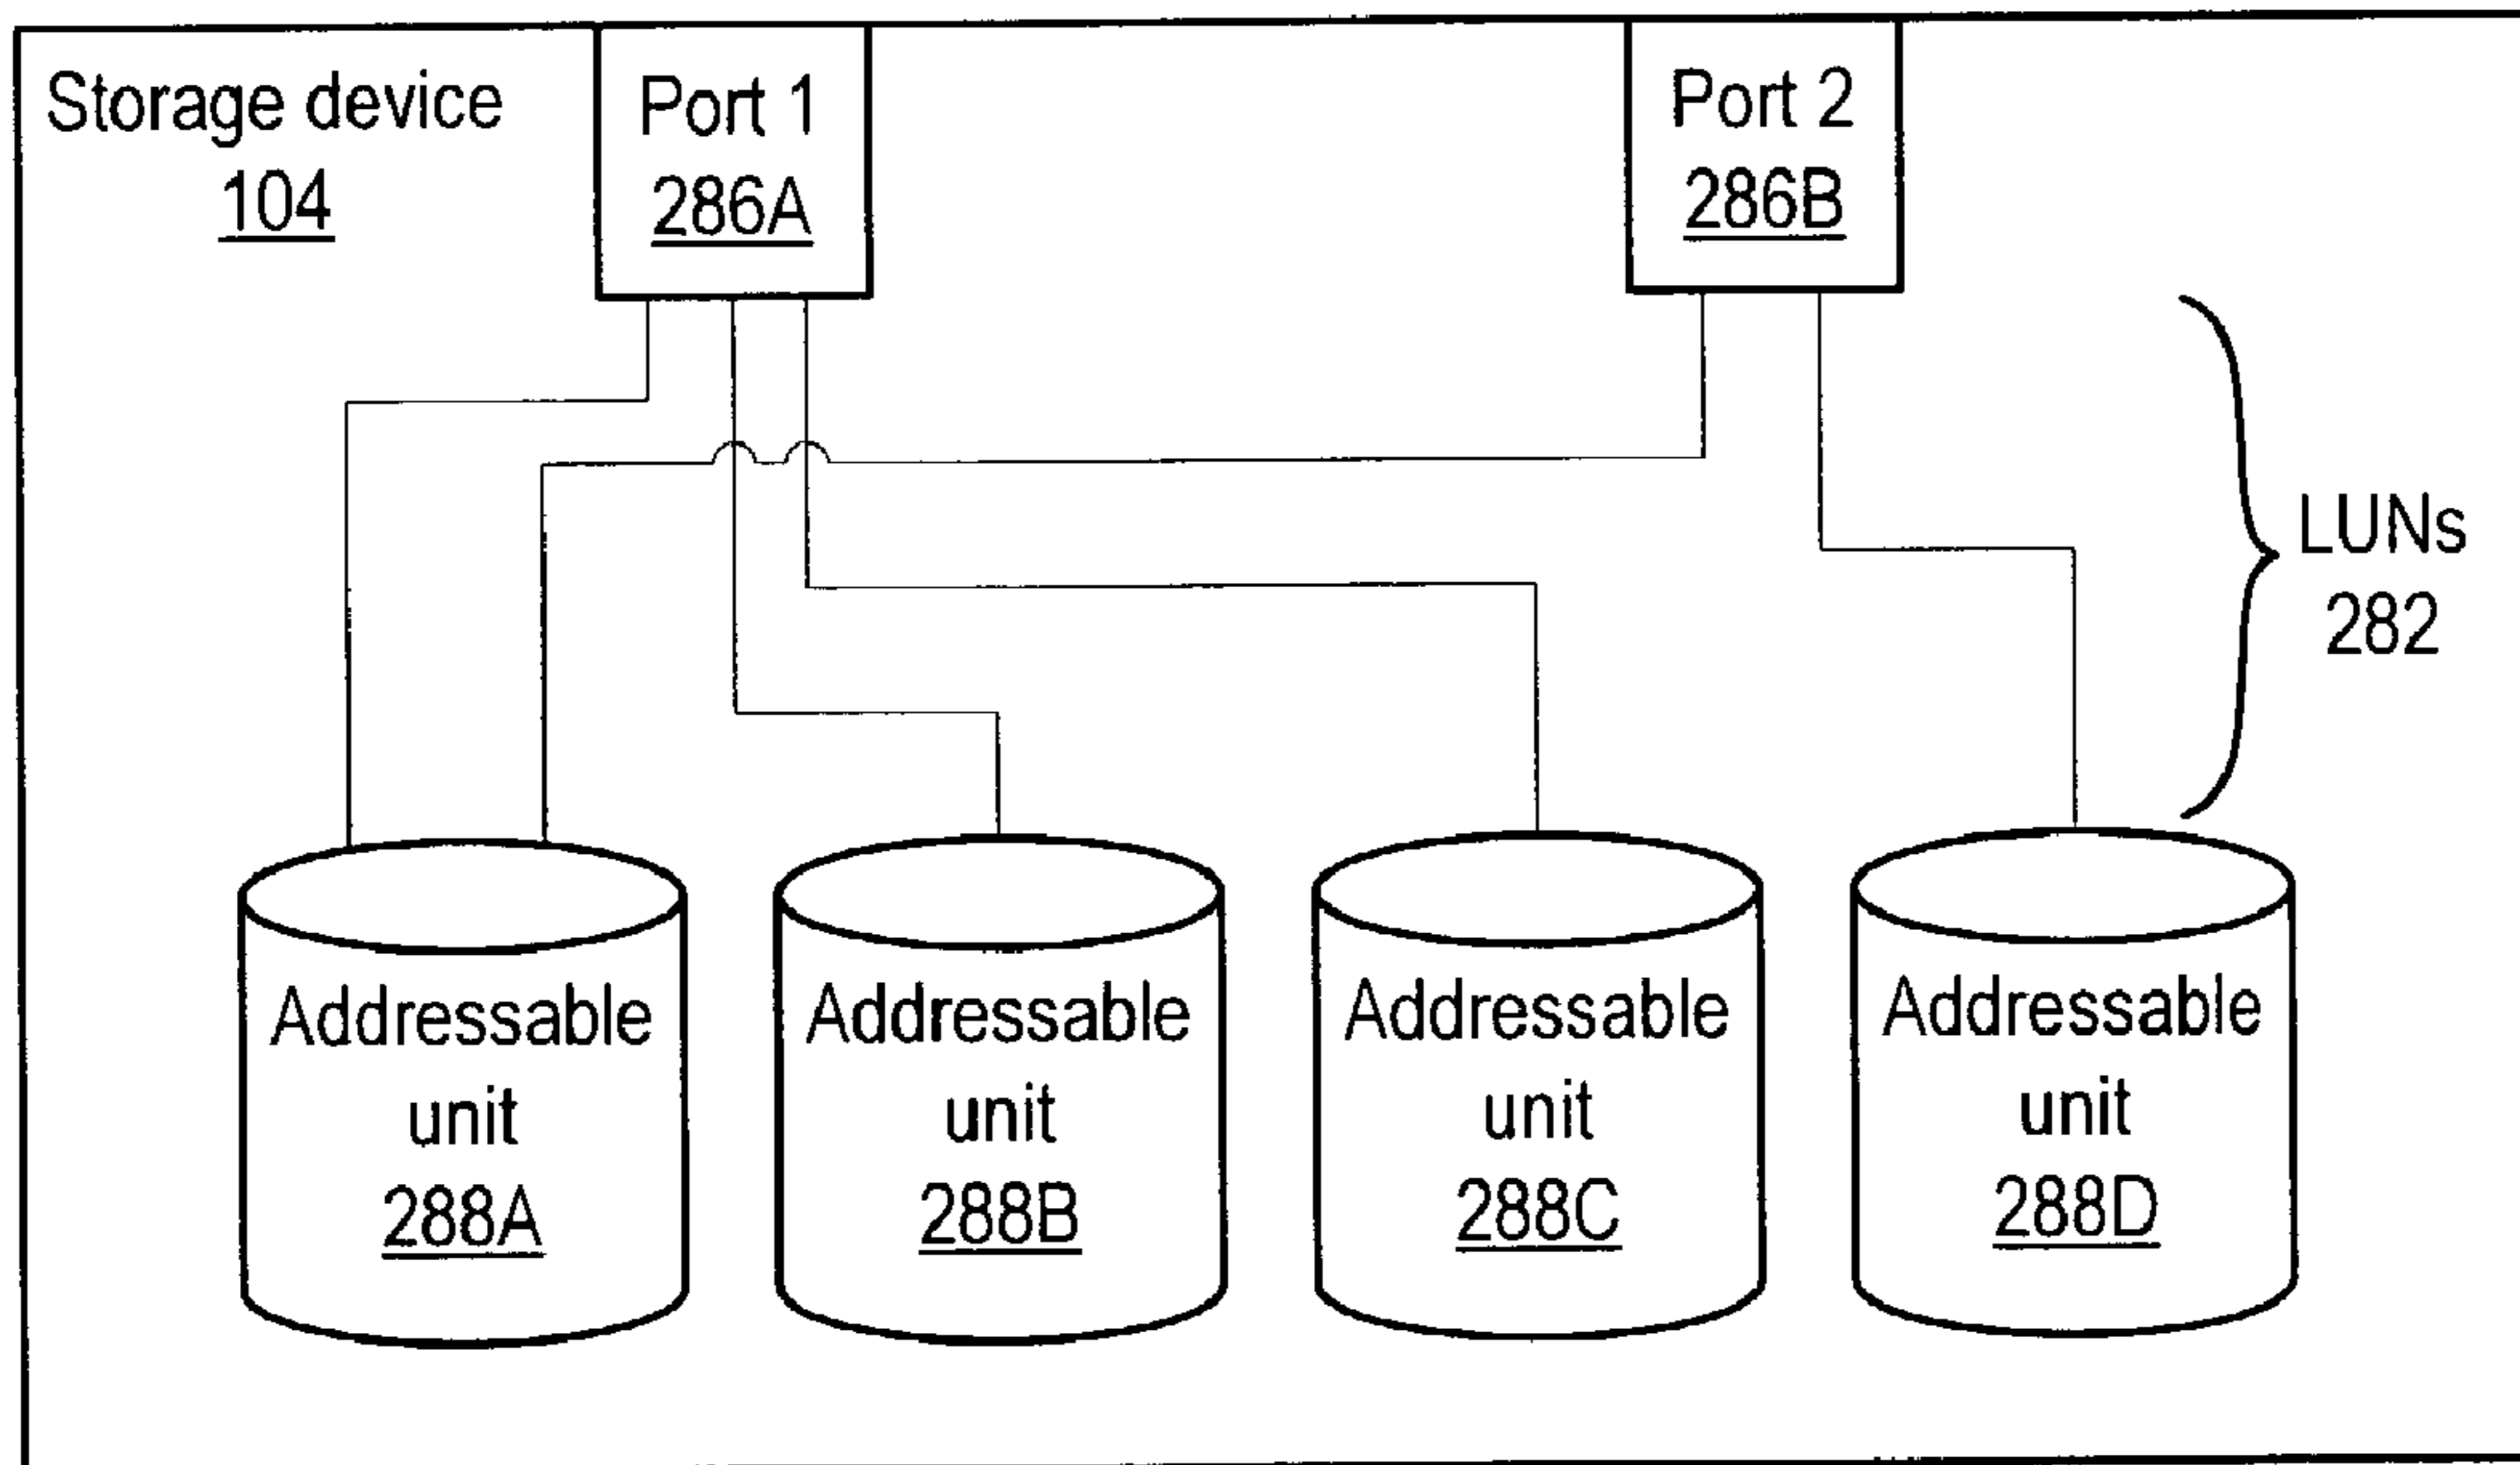 Storage device
104
Port 1
286A
Port 2
286B
LUNs
282
Addressable
unit
288A
Addressable
unit
288B
Addressable
unit
288C
Addressable
unit
288D